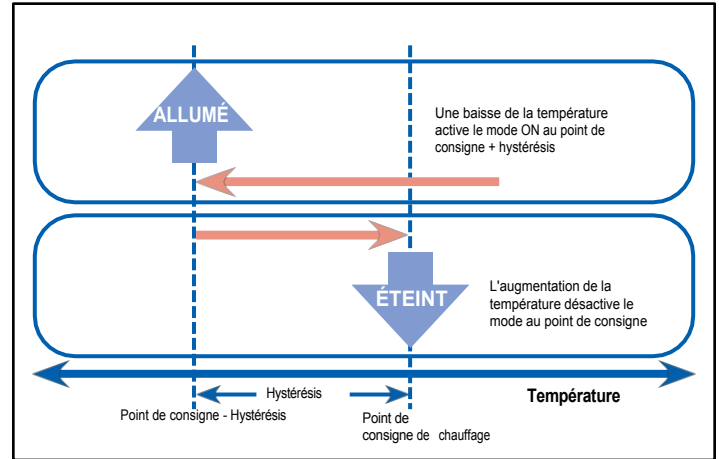 ALLUMÉ
Une baisse de la température
active le mode ON au point de
consigne + hystérésis
ÉTEINT
L'augmentation de la
température désactive le
mode au point de consigne
Hystérésis
Température
Point de consigne - Hystérésis
Point de
consigne de chauffage